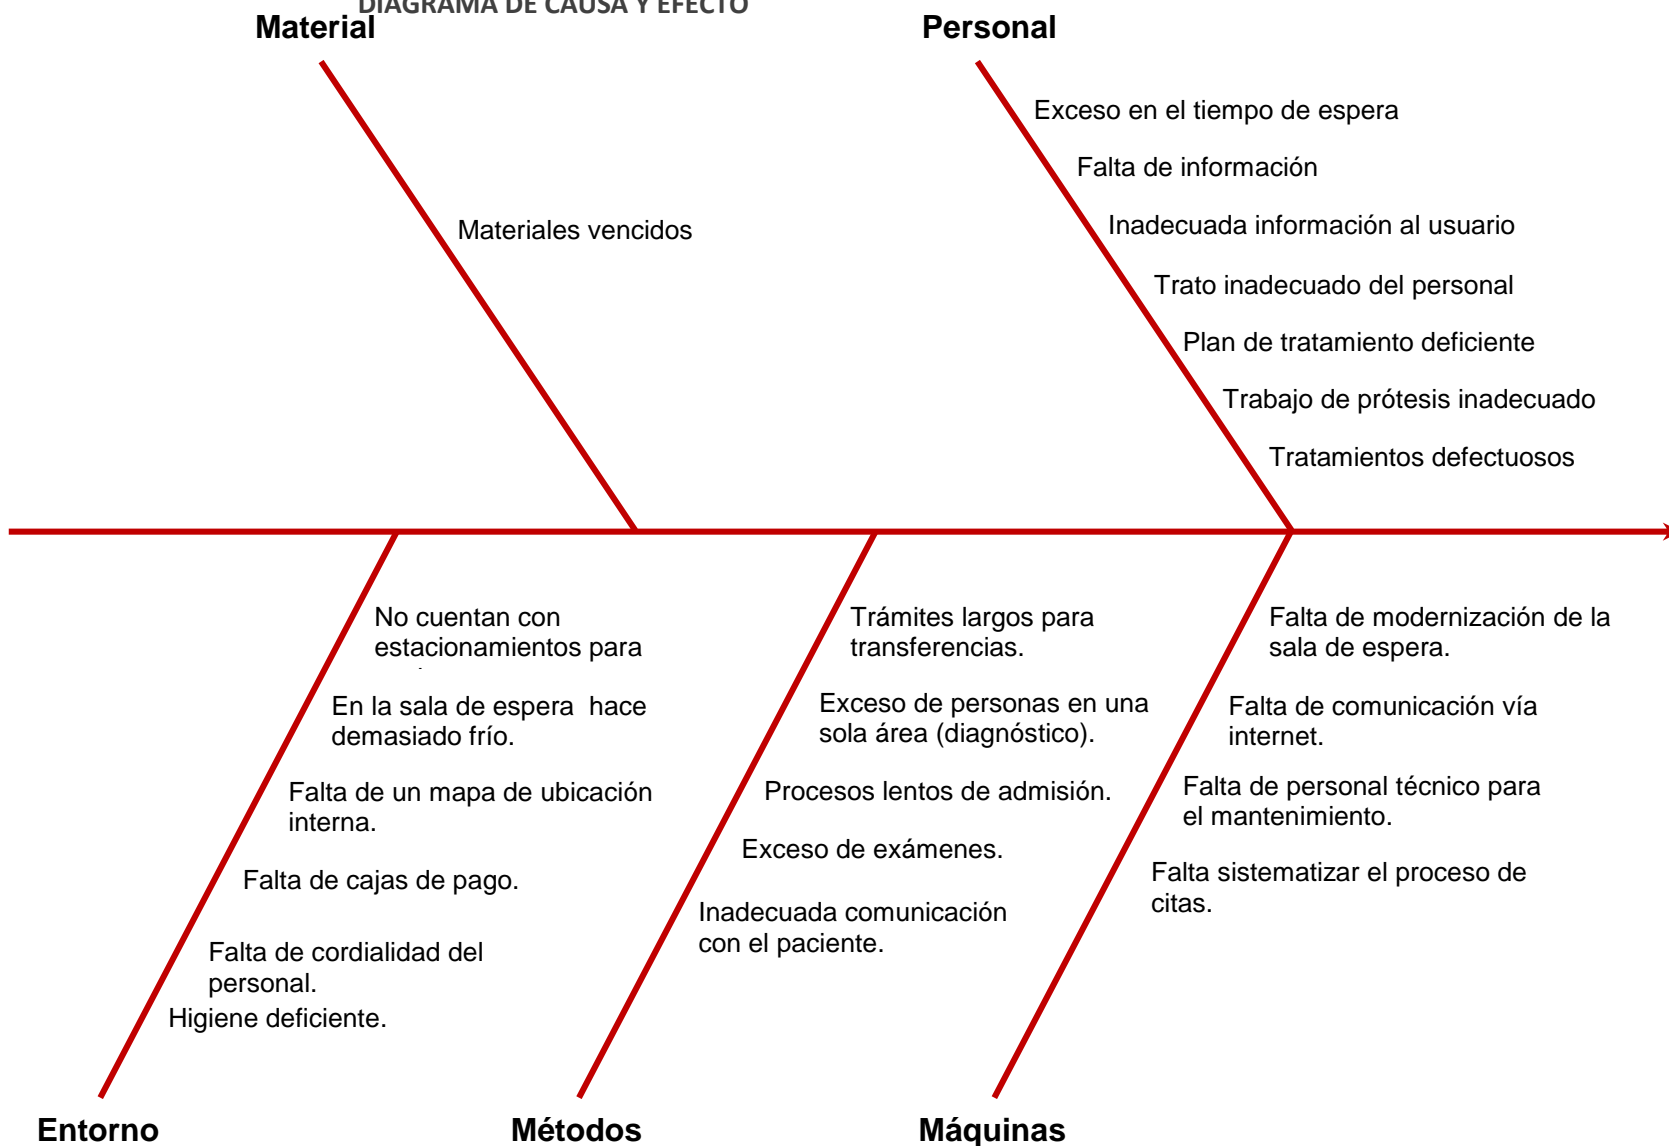 DIAGRAMA DE CAUSA Y EFECTO
Material
Personal
Exceso en el tiempo de espera
Falta de información
Inadecuada información al usuario
Trato inadecuado del personal
Plan de tratamiento deficiente
Trabajo de prótesis inadecuado
Tratamientos defectuosos
Materiales vencidos
No cuentan con
estacionamientos para
En la sala de espera  hace
demasiado frío.
Falta de un mapa de ubicación
interna.
Falta de cajas de pago.
Falta de cordialidad del
personal.
Higiene deficiente.
Trámites largos para
transferencias.
Exceso de personas en una
sola área (diagnóstico).
Procesos lentos de admisión.
Exceso de exámenes.
Inadecuada comunicación
con el paciente.
Falta de modernización de la
sala de espera.
Falta de comunicación vía
internet.
Falta de personal técnico para
el mantenimiento.
Falta sistematizar el proceso de
citas.
Entorno
Métodos
Máquinas